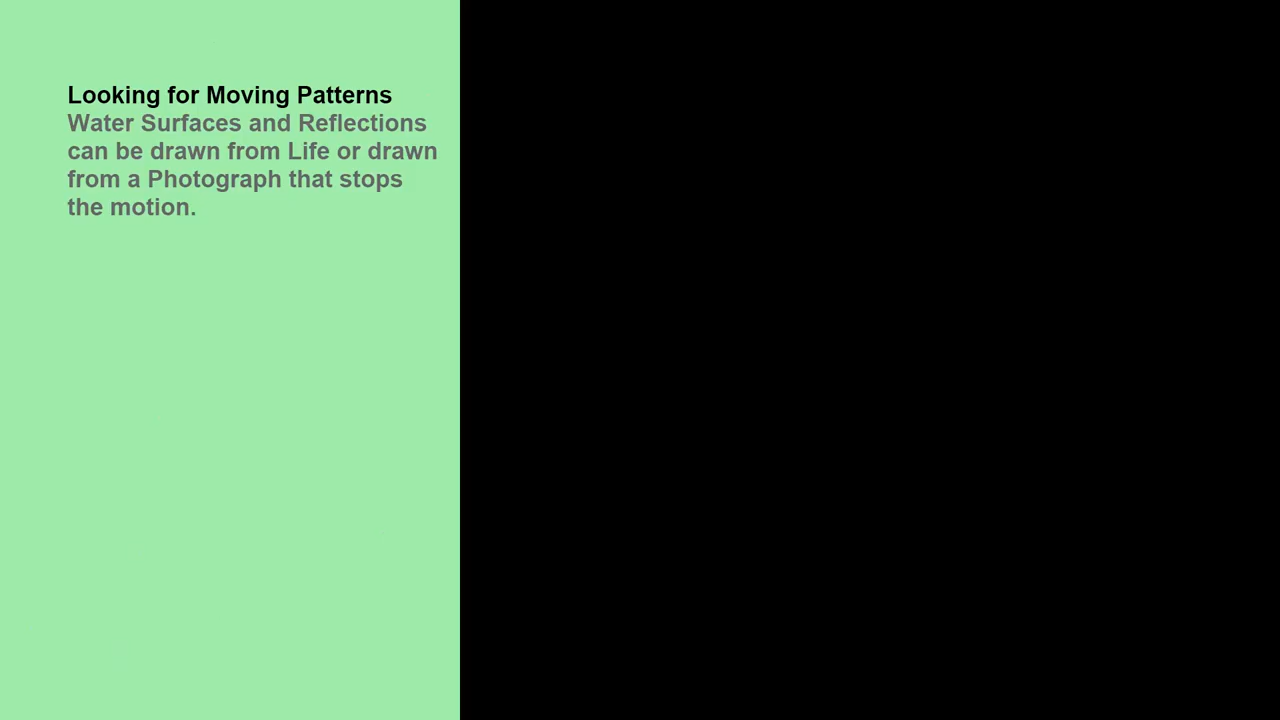 Looking for Moving Patterns
Water Surfaces and Reflections
can be drawn from Life or drawn
from a Photograph that stops
the motion.